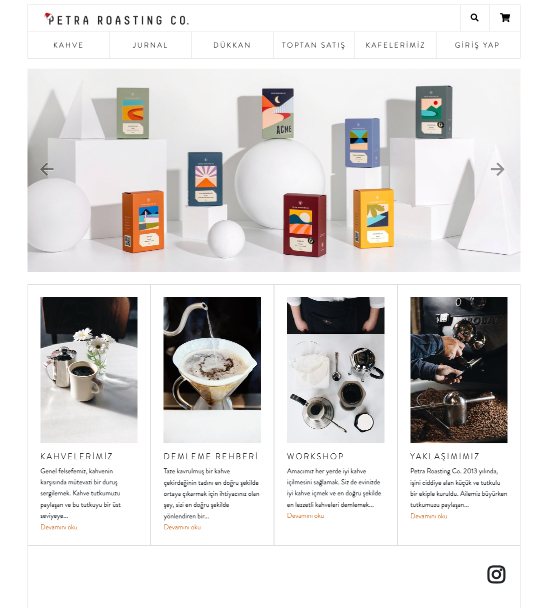 PETRA ROASTING CO.
KAHVE
JURNAL
DÜKKAN
TOPTAN SATIŞ
KAFELERİMİZ
GİRİŞ YAP
ACME
KAHVELERİMİZ
Genel felsefemiz, kahvenin
karşısında mütevazi bir duruş
sergilemek. Kahve tutkumuzu
paylaşan ve bu tutkuyu bir üst
seviyeye...
Devamını oku
DEMLEME REHBERİ
Taze kavrulmuş bir kahve
çekirdeğinin tadını en doğru şekilde
ortaya çıkarmak için ihtiyacınız olan
şey, sizi en doğru şekilde
yönlendiren bir...
Devamını oku
WORKSHOP
Amacımız her yerde iyi kahve
içilmesini sağlamak. Siz de evinizde
iyi kahve içmek ve en doğru şekilde
en lezzetli kahveleri demlemek...
Devamını oku
YAKLAŞIMIMIZ
Petra Roasting Co. 2013 yılında,
işini ciddiye alan küçük ve tutkulu
bir ekiple kuruldu. Ailemiz büyürken
tutkumuzu paylaşan...
Devamını oku